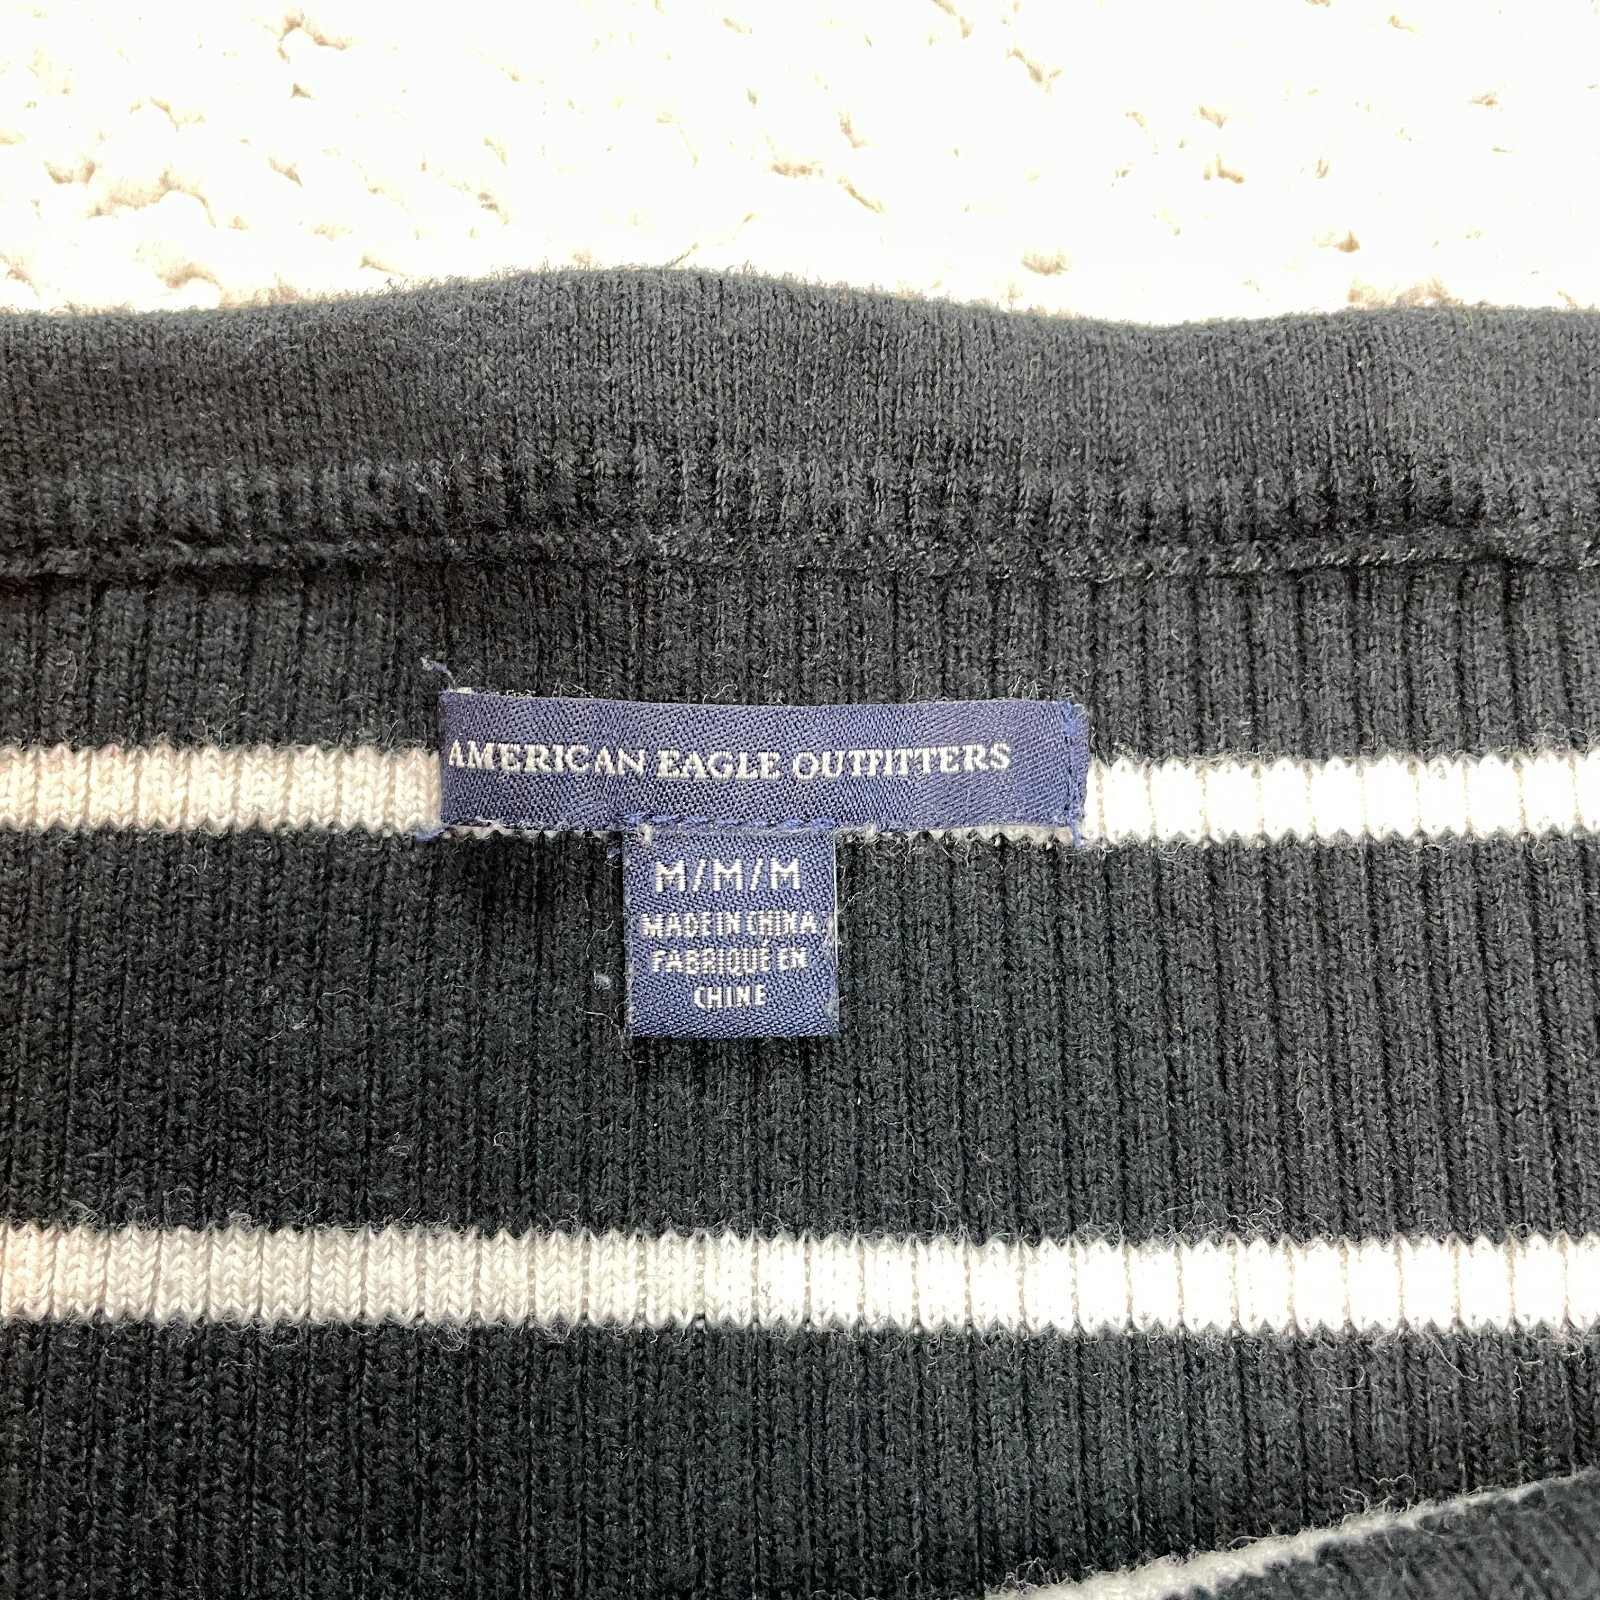 AMERICAN EAGLE OUTFITTERS
M/M/M
MADE IN CHINA
FABRIQUÉ EN
CHINE